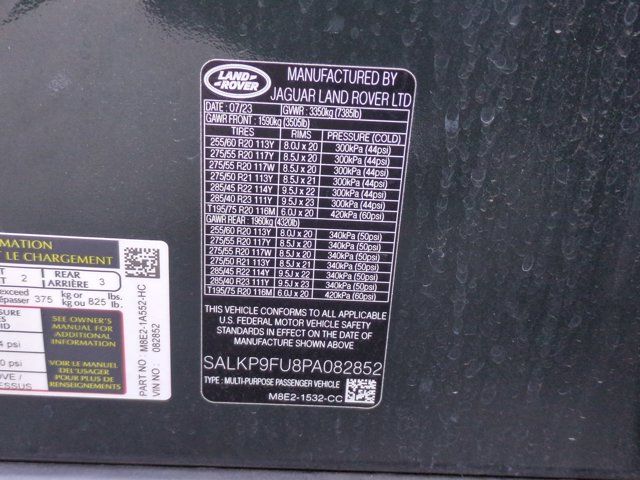 LAND
ROVER
MANUFACTURED BY
JAGUAR LAND ROVER LTD
DATE : 07/23 GVWR : 3350kg (7385lb)
GAWR FRONT : 1590kg (3505lb)
TIRES RIMS PRESSURE (COLD)
255/60 R20 113Y 8.0J x 20 300kPa (44psi)
275/55 R20 117Y 8.5J x 20 300kPa (44psi)
275/55 R20 117W 8.5J x 20 300kPa (44psi)
275/50 R21 113Y 8.5J x 21 300kPa (44psi)
285/45 R22 114Y 9.5J x 22 300kPa (44psi)
285/40 R23 111Y 9.5J x 23 300kPa (44psi)
T195/75 R20 116M 6.0J x 20 420kPa (60psi)
GAWR REAR : 1960kg (4320lb)
255/60 R20 113Y 8.0J x 20 340kPa (50psi)
275/55 R20 117Y 8.5J x 20 340kPa (50psi)
275/55 R20 117W 8.5J x 20 340kPa (50psi)
275/50 R21 113Y 8.5J x 21 340kPa (50psi)
285/45 R22 114Y 9.5J x 22 340kPa (50psi)
285/40 R23 111Y 9.5J x 23 340kPa (50psi)
T195/75 R20 116M 6.0J x 20 420kPa (60psi)
THIS VEHICLE CONFORMS TO ALL APPLICABLE
U.S. FEDERAL MOTOR VEHICLE SAFETY
STANDARDS IN EFFECT ON THE DATE OF
MANUFACTURE SHOWN ABOVE.
SALKP9FU8PA082852
TYPE : MULTI-PURPOSE PASSENGER VEHICLE
M8E2-1532-CC
MATION
T LE CHARGEMENT
T 2 REAR
ARRIÈRE 3
exceed
épasser 375 kg or
kg ou 825 lbs.
lb.
SURE
ES
ID
4 psi
0 psi
OVE /
ESSUS
SEE OWNER'S
MANUAL FOR
ADDITIONAL
INFORMATION
VOIR LE MANUEL
DE L'USAGER
POUR PLUS DE
RENSEIGNEMENTS
PART NO : M8E2-1A552-HC
VIN NO : 082852